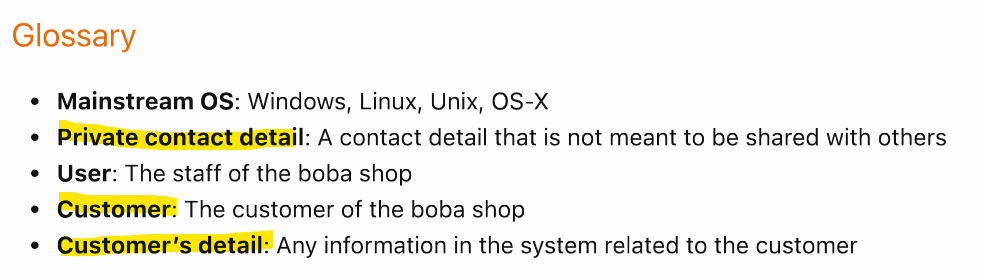 Glossary
• Mainstream OS: Windows, Linux, Unix, OS-X
• Private contact detail: A contact detail that is not meant to be shared with others
• User: The staff of the boba shop
• Customer: The customer of the boba shop
• Customer’s detail: Any information in the system related to the customer